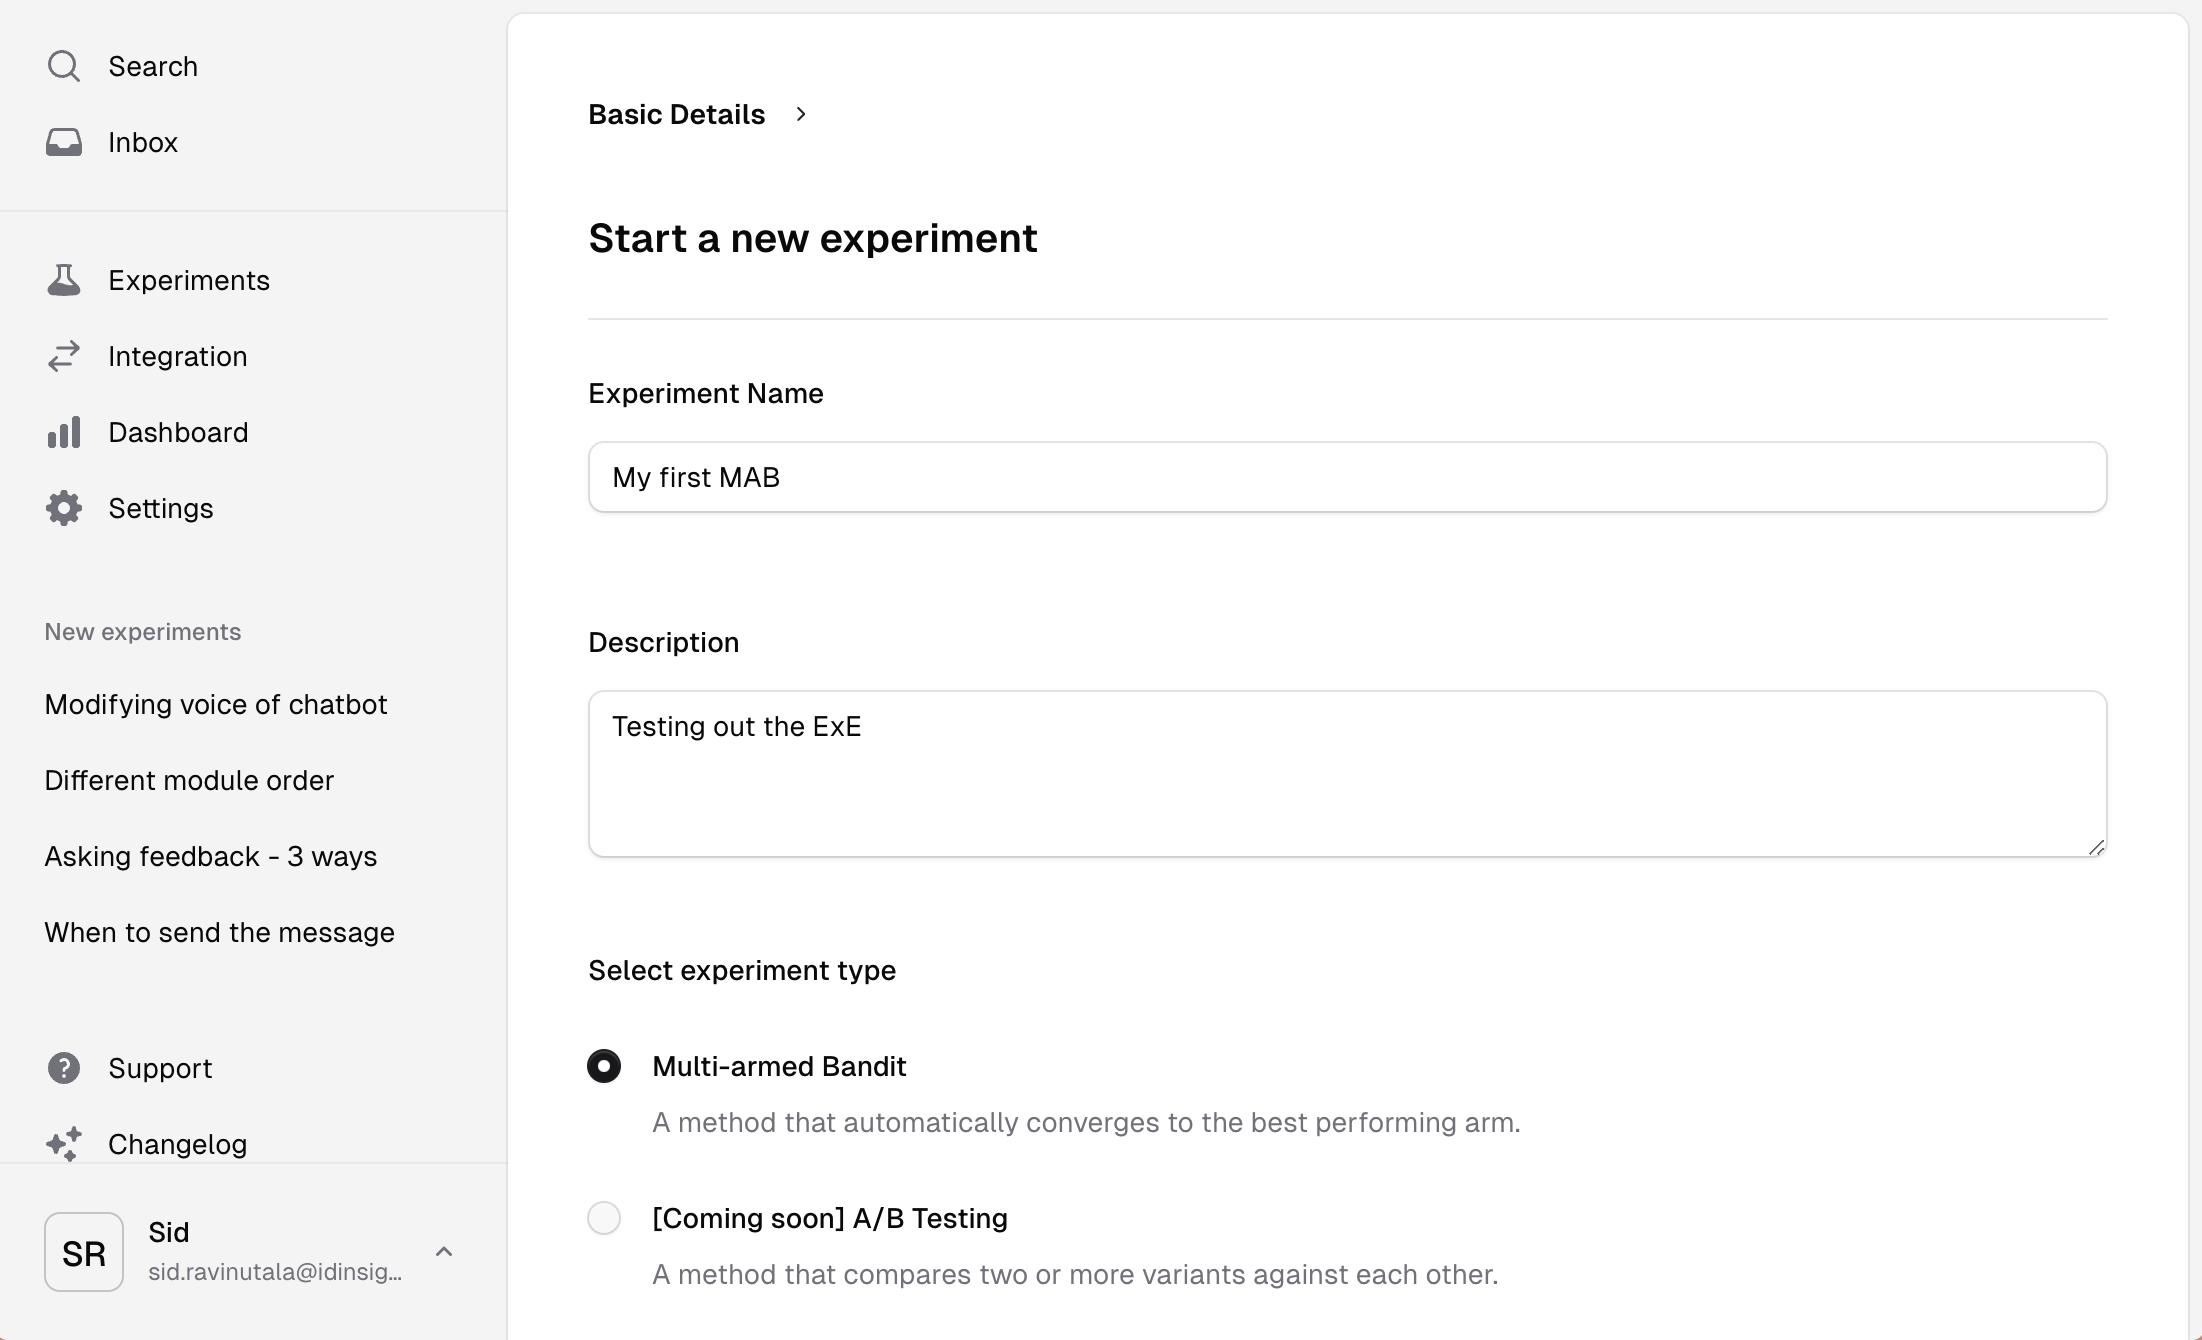 Search
Inbox
Experiments
Integration
Dashboard
Settings
New experiments
Modifying voice of chatbot
Different module order
Asking feedback - 3 ways
When to send the message
Support
Changelog
SR
Sid
sid.ravinutala@idinsig...
Basic Details
Start a new experiment
Experiment Name
My first MAB
Description
Testing out the ExE
Select experiment type
Multi-armed Bandit
A method that automatically converges to the best performing arm.
[Coming soon] A/B Testing
A method that compares two or more variants against each other.